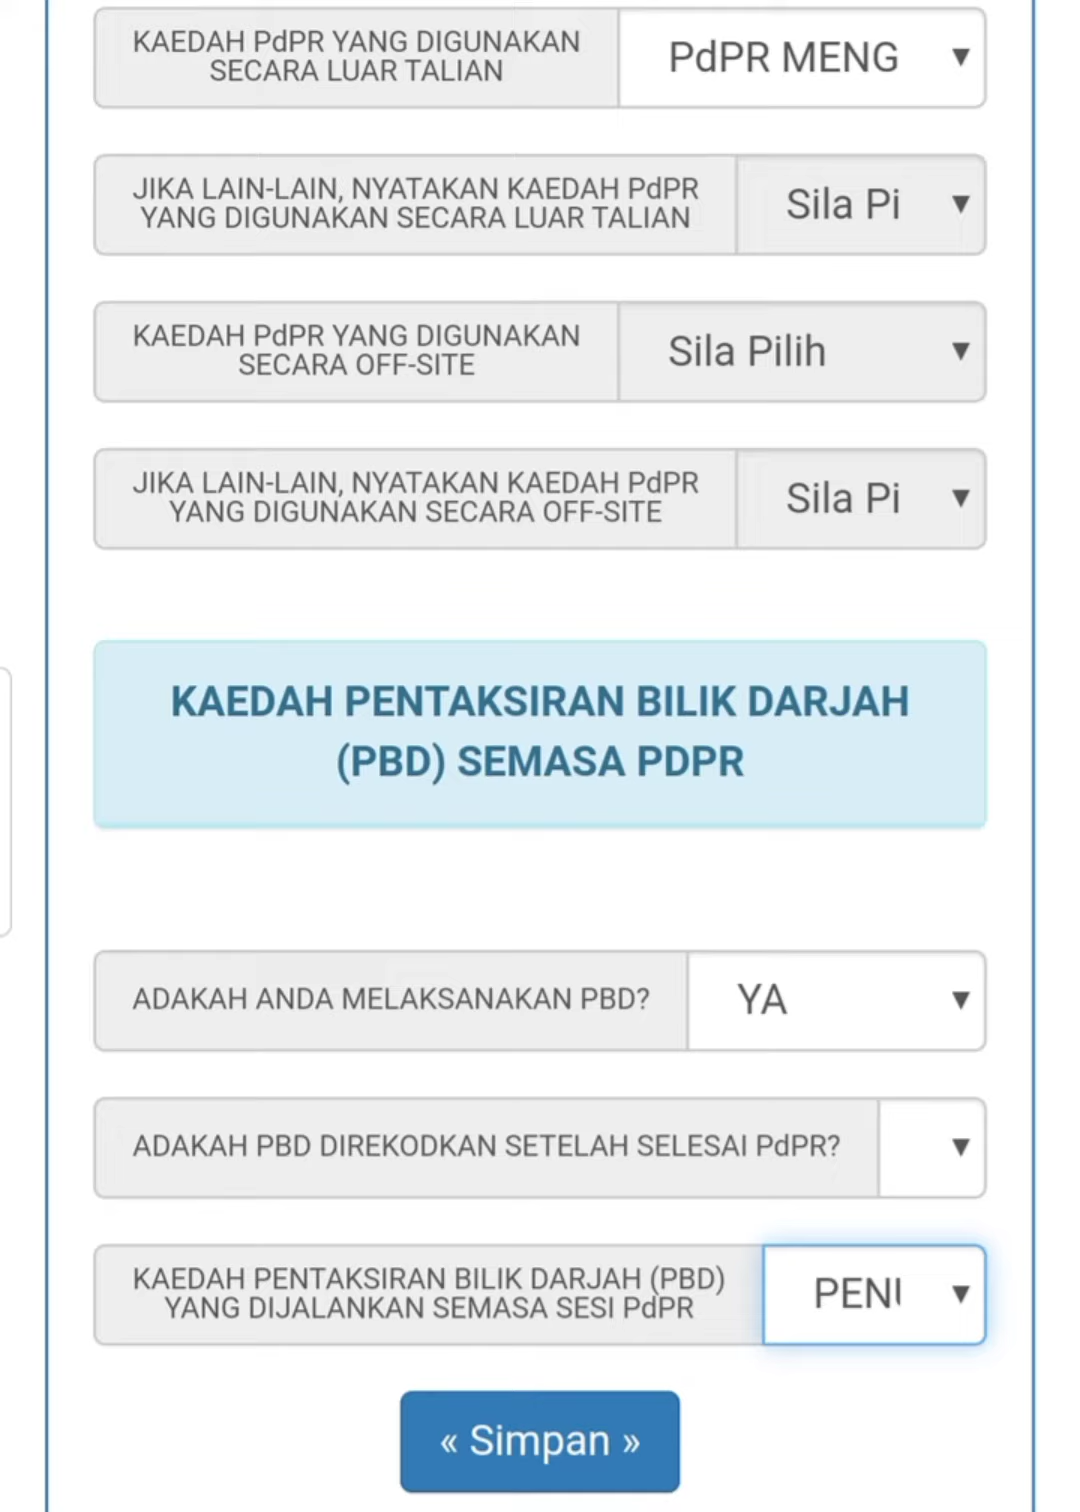 KAEDAH PdPR YANG DIGUNAKAN
SECARA LUAR TALIAN
PdPR MENG
JIKA LAIN-LAIN, NYATAKAN KAEDAH PdPR
YANG DIGUNAKAN SECARA LUAR TALIAN
Sila Pi
KAEDAH PdPR YANG DIGUNAKAN
SECARA OFF-SITE
Sila Pilih
JIKA LAIN-LAIN, NYATAKAN KAEDAH PdPR
YANG DIGUNAKAN SECARA OFF-SITE
Sila Pi
KAEDAH PENTAKSIRAN BILIK DARJAH
(PBD) SEMASA PDPR
ADAKAH ANDA MELAKSANAKAN PBD?
YA
ADAKAH PBD DIREKODKAN SETELAH SELESAI PdPR?
KAEDAH PENTAKSIRAN BILIK DARJAH (PBD)
YANG DIJALANKAN SEMASA SESI PdPR
PEN
« Simpan »